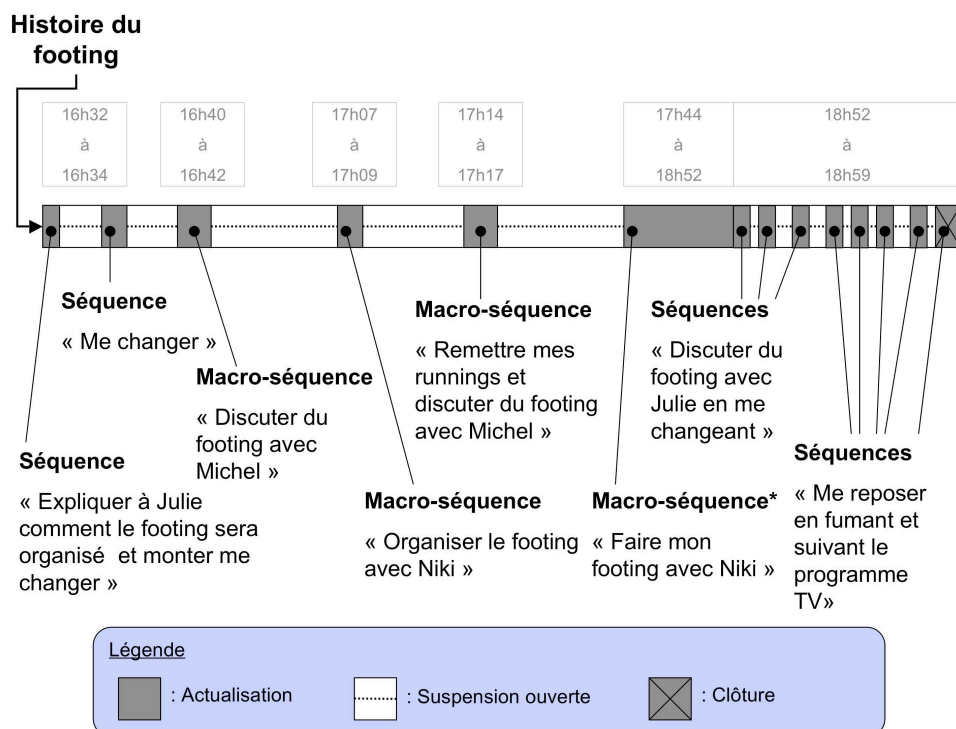 Histoire du
footing
16h32
à
16h34
16h40
à
16h42
17h07
à
17h09
17h14
à
17h17
17h44
à
18h52
18h52
à
18h59
Séquence
« Me changer »
Macro-séquence
« Discuter du
footing avec
Michel »
Séquence
« Expliquer à Julie
comment le footing sera
organisé et monter me
changer »
Macro-séquence
« Remettre mes
runnings et
discuter du footing
avec Michel »
Macro-séquence
« Organiser le footing
avec Niki »
Séquences
« Discuter du
footing avec
Julie en me
changeant »
Macro-séquence*
« Faire mon
footing avec Niki »
Séquences
« Me reposer
en fumant et
suivant le
programme
TV»
Légende
: Actualisation
: Suspension ouverte
: Clôture